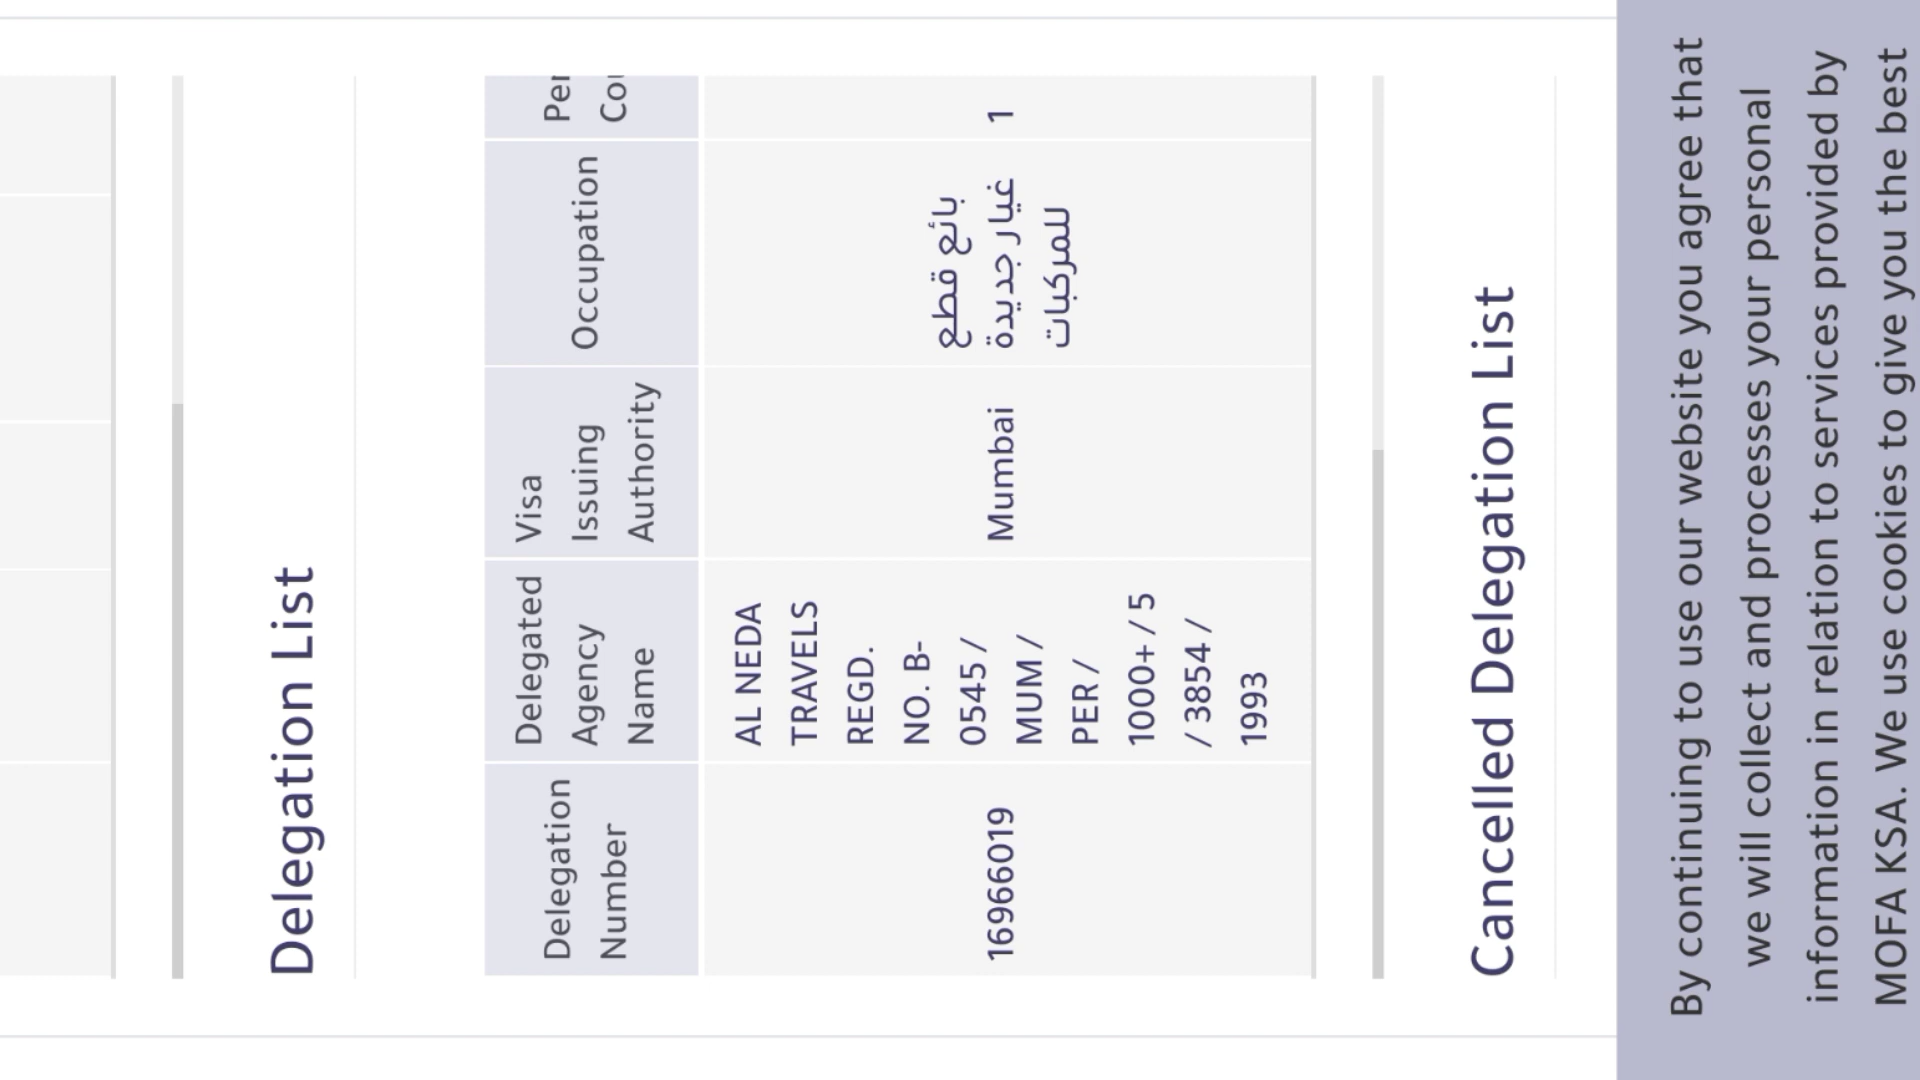 Delegation List
Delegation
Number
Delegated
Agency
Name
Visa
Issuing
Authority
Occupation
169666019
AL NEDA
TRAVELS
REGD.
NO. B-
0545 /
MUM /
PER /
1000+ / 5
/ 3854 /
1993
Mumbai
بائع قطع
غيار جديدة
للمركبات
1
Cancelled Delegation List
By continuing to use our website you agree that
we will collect and processes your personal
information in relation to services provided by
MOFA KSA. We use cookies to give you the best